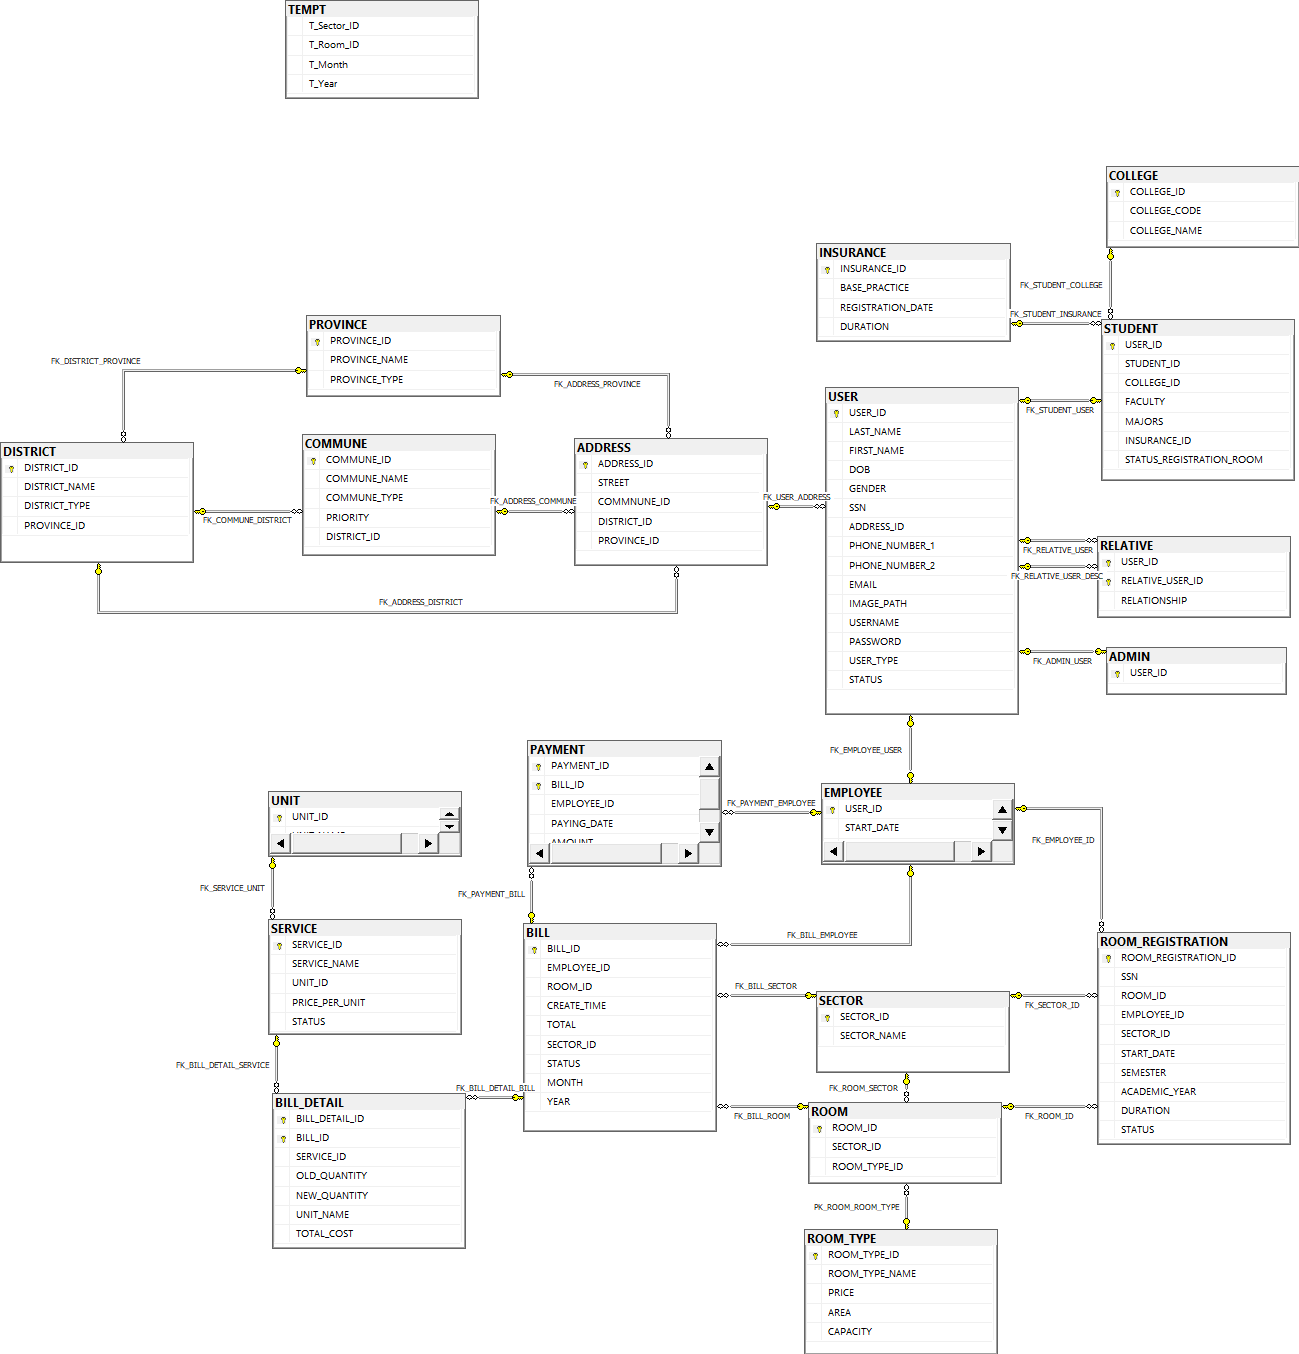 TEMPT
T_Sector_ID
T_Room_ID
T_Month
T_Year
COLLEGE
COLLEGE_ID
COLLEGE_CODE
COLLEGE_NAME
FK_STUDENT_COLLEGE
INSURANCE
INSURANCE_ID
BASE_PRACTICE
REGISTRATION_DATE
DURATION
FK_STUDENT_INSURANCE
STUDENT
USER_ID
STUDENT_ID
COLLEGE_ID
FACULTY
MAJORS
INSURANCE_ID
STATUS_REGISTRATION_ROOM
FK_STUDENT_USER
PROVINCE
PROVINCE_ID
PROVINCE_NAME
PROVINCE_TYPE
FK_DISTRICT_PROVINCE
FK_ADDRESS_PROVINCE
DISTRICT
DISTRICT_ID
DISTRICT_NAME
DISTRICT_TYPE
PROVINCE_ID
FK_COMMUNE_DISTRICT
COMMUNE
COMMUNE_ID
COMMUNE_NAME
COMMUNE_TYPE
PRIORITY
DISTRICT_ID
FK_ADDRESS_COMMUNE
ADDRESS
ADDRESS_ID
STREET
COMMNUNE_ID
DISTRICT_ID
PROVINCE_ID
FK_ADDRESS_DISTRICT
FK_USER_ADDRESS
USER
USER_ID
LAST_NAME
FIRST_NAME
DOB
GENDER
SSN
ADDRESS_ID
PHONE_NUMBER_1
PHONE_NUMBER_2
EMAIL
IMAGE_PATH
USERNAME
PASSWORD
USER_TYPE
STATUS
FK_RELATIVE_USER
FK_RELATIVE_USER_DESC
RELATIVE
USER_ID
RELATIVE_USER_ID
RELATIONSHIP
FK_ADMIN_USER
ADMIN
USER_ID
FK_EMPLOYEE_USER
PAYMENT
PAYMENT_ID
BILL_ID
EMPLOYEE_ID
PAYING_DATE
AMOUNT
FK_PAYMENT_EMPLOYEE
EMPLOYEE
USER_ID
START_DATE
FK_EMPLOYEE_ID
UNIT
UNIT_ID
FK_SERVICE_UNIT
FK_PAYMENT_BILL
SERVICE
SERVICE_ID
SERVICE_NAME
UNIT_ID
PRICE_PER_UNIT
STATUS
FK_BILL_DETAIL_SERVICE
BILL
BILL_ID
EMPLOYEE_ID
ROOM_ID
CREATE_TIME
TOTAL
SECTOR_ID
STATUS
MONTH
YEAR
FK_BILL_EMPLOYEE
FK_BILL_SECTOR
SECTOR
SECTOR_ID
SECTOR_NAME
FK_SECTOR_ID
ROOM_REGISTRATION
ROOM_REGISTRATION_ID
SSN
ROOM_ID
EMPLOYEE_ID
SECTOR_ID
START_DATE
SEMESTER
ACADEMIC_YEAR
DURATION
STATUS
FK_ROOM_SECTOR
FK_BILL_DETAIL_BILL
BILL_DETAIL
BILL_DETAIL_ID
BILL_ID
SERVICE_ID
OLD_QUANTITY
NEW_QUANTITY
UNIT_NAME
TOTAL_COST
FK_BILL_ROOM
ROOM
ROOM_ID
SECTOR_ID
ROOM_TYPE_ID
FK_ROOM_ID
PK_ROOM_ROOM_TYPE
ROOM_TYPE
ROOM_TYPE_ID
ROOM_TYPE_NAME
PRICE
AREA
CAPACITY